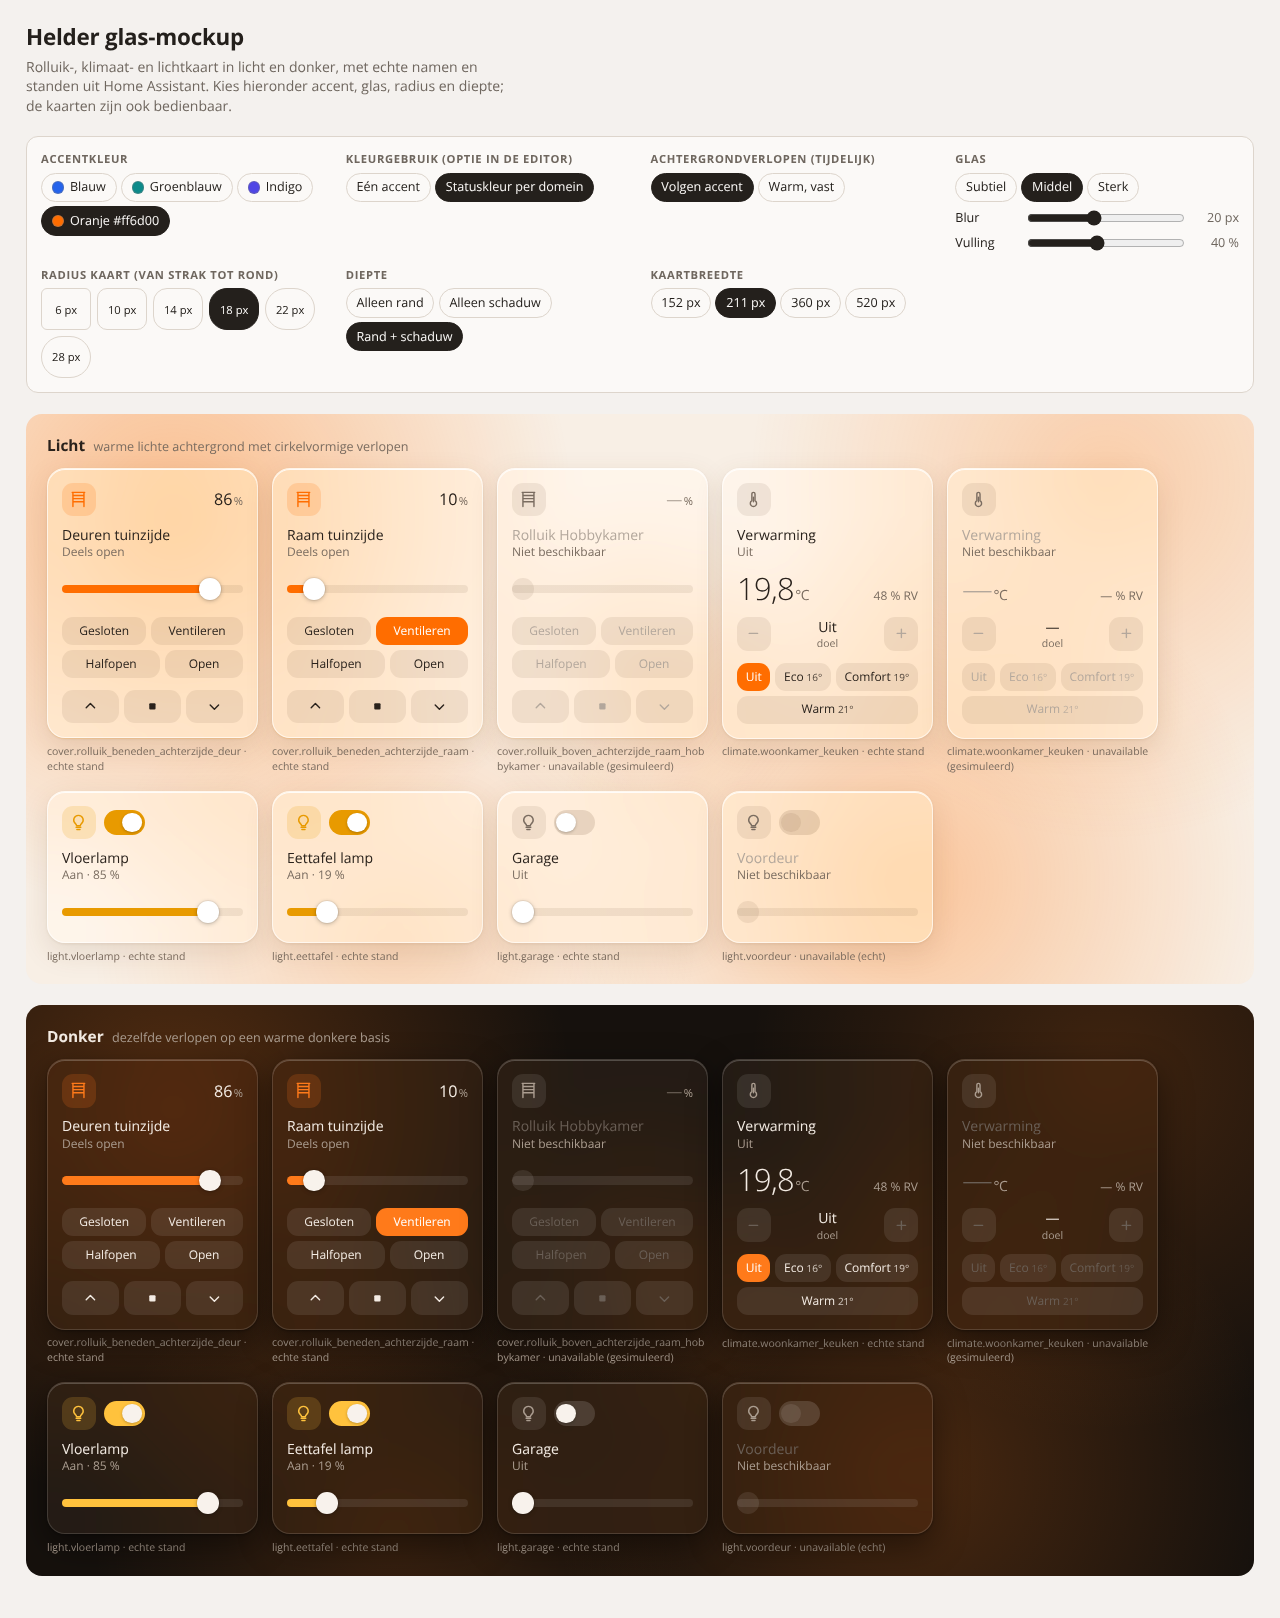 Helder glas-mockup
Rolluik-, klimaat- en lichtkaart in licht en donker, met echte namen en
standen uit Home Assistant. Kies hieronder accent, glas, radius en diepte;
de kaarten zijn ook bedienbaar.
ACCENTKLEUR
Blauw
Groenblauw
Indigo
Oranje #ff6d00
KLEURGEBRUIK (OPTIE IN DE EDITOR)
Eén accent
Statuskleur per domein
ACHTERGRONDVERLOPEN (TIJDELIJK)
Volgen accent
Warm, vast
GLAS
Subtiel
Middel
Sterk
Blur
20 px
Vulling
40 %
RADIUS KAART (VAN STRAK TOT ROND)
6 px
10 px
14 px
18 px
22 px
28 px
DIEPTE
Alleen rand
Alleen schaduw
Rand + schaduw
KAARTBREEDTE
152 px
211 px
360 px
520 px
Licht warme lichte achtergrond met cirkelvormige verlopen
86%
Deuren tuinzijde
Deels open
Gesloten
Ventileren
Halfopen
Open
cover.rolluik_beneden_achterzijde_deur ·
echte stand
10%
Raam tuinzijde
Deels open
Gesloten
Ventileren
Halfopen
Open
cover.rolluik_beneden_achterzijde_raam ·
echte stand
—%
Rolluik Hobbykamer
Niet beschikbaar
Gesloten
Ventileren
Halfopen
Open
cover.rolluik_boven_achterzijde_raam_hob
bykamer · unavailable (gesimuleerd)
Verwarming
Uit
19,8°C
48 % RV
−
Uit
doel
+
Uit
Eco 16°
Comfort 19°
Warm 21°
climate.woonkamer_keuken · echte stand
Verwarming
Niet beschikbaar
—°C
— % RV
−
—
doel
+
Uit
Eco 16°
Comfort 19°
Warm 21°
climate.woonkamer_keuken · unavailable
(gesimuleerd)
Vloerlamp
Aan · 85 %
light.vloerlamp · echte stand
Eettafel lamp
Aan · 19 %
light.eettafel · echte stand
Garage
Uit
light.garage · echte stand
Voordeur
Niet beschikbaar
light.voordeur · unavailable (echt)
Donker dezelfde verlopen op een warme donkere basis
86%
Deuren tuinzijde
Deels open
Gesloten
Ventileren
Halfopen
Open
cover.rolluik_beneden_achterzijde_deur ·
echte stand
10%
Raam tuinzijde
Deels open
Gesloten
Ventileren
Halfopen
Open
cover.rolluik_beneden_achterzijde_raam ·
echte stand
—%
Rolluik Hobbykamer
Niet beschikbaar
Gesloten
Ventileren
Halfopen
Open
cover.rolluik_boven_achterzijde_raam_hob
bykamer · unavailable (gesimuleerd)
Verwarming
Uit
19,8°C
48 % RV
−
Uit
doel
+
Uit
Eco 16°
Comfort 19°
Warm 21°
climate.woonkamer_keuken · echte stand
Verwarming
Niet beschikbaar
—°C
— % RV
−
—
doel
+
Uit
Eco 16°
Comfort 19°
Warm 21°
climate.woonkamer_keuken · unavailable
(gesimuleerd)
Vloerlamp
Aan · 85 %
light.vloerlamp · echte stand
Eettafel lamp
Aan · 19 %
light.eettafel · echte stand
Garage
Uit
light.garage · echte stand
Voordeur
Niet beschikbaar
light.voordeur · unavailable (echt)